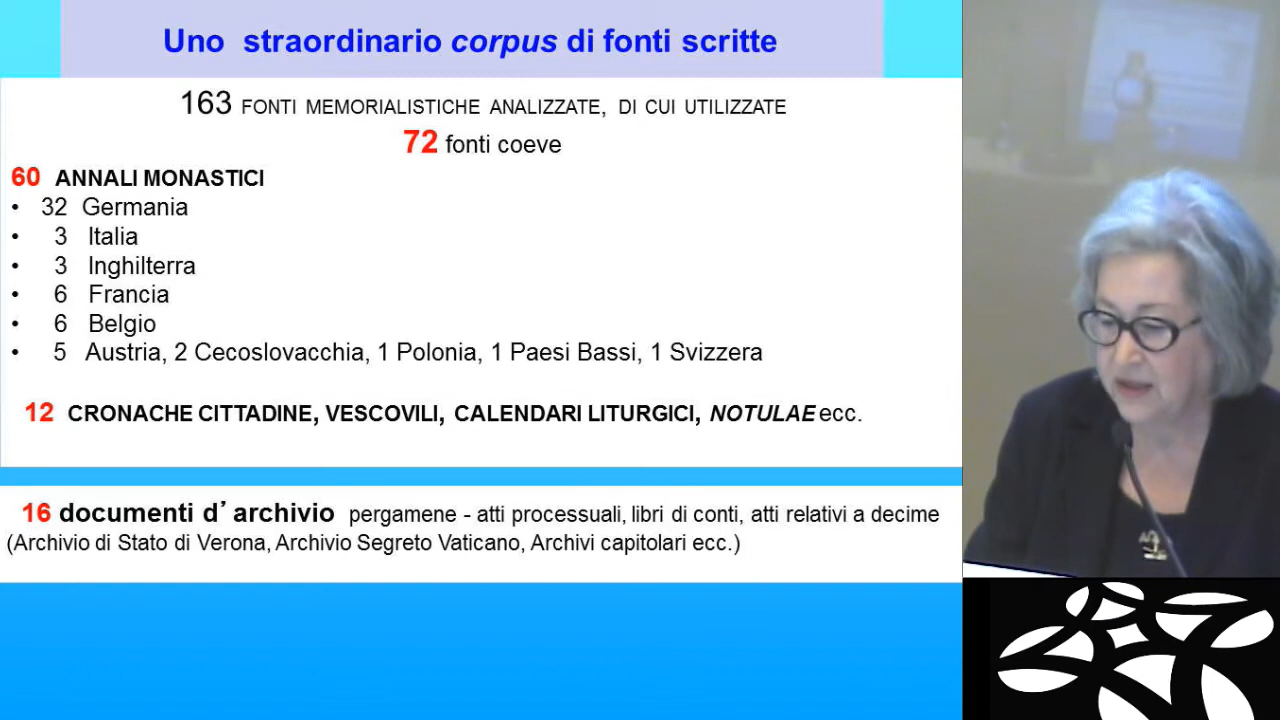 Uno straordinario corpus di fonti scritte
163 FONTI MEMORIALISTICHE ANALIZZATE, DI CUI UTILIZZATE
72 fonti coeve
60 ANNALI MONASTICI
• 32 Germania
• 3 Italia
• 3 Inghilterra
• 6 Francia
• 6 Belgio
• 5 Austria, 2 Cecoslovacchia, 1 Polonia, 1 Paesi Bassi, 1 Svizzera
12 CRONACHE CITTADINE, VESCOVILI, CALENDARI LITURGICI, NOTULAE ecc.
16 documenti d’archivio pergamene - atti processuali, libri di conti, atti relativi a decime
(Archivio di Stato di Verona, Archivio Segreto Vaticano, Archivi capitolari ecc.)